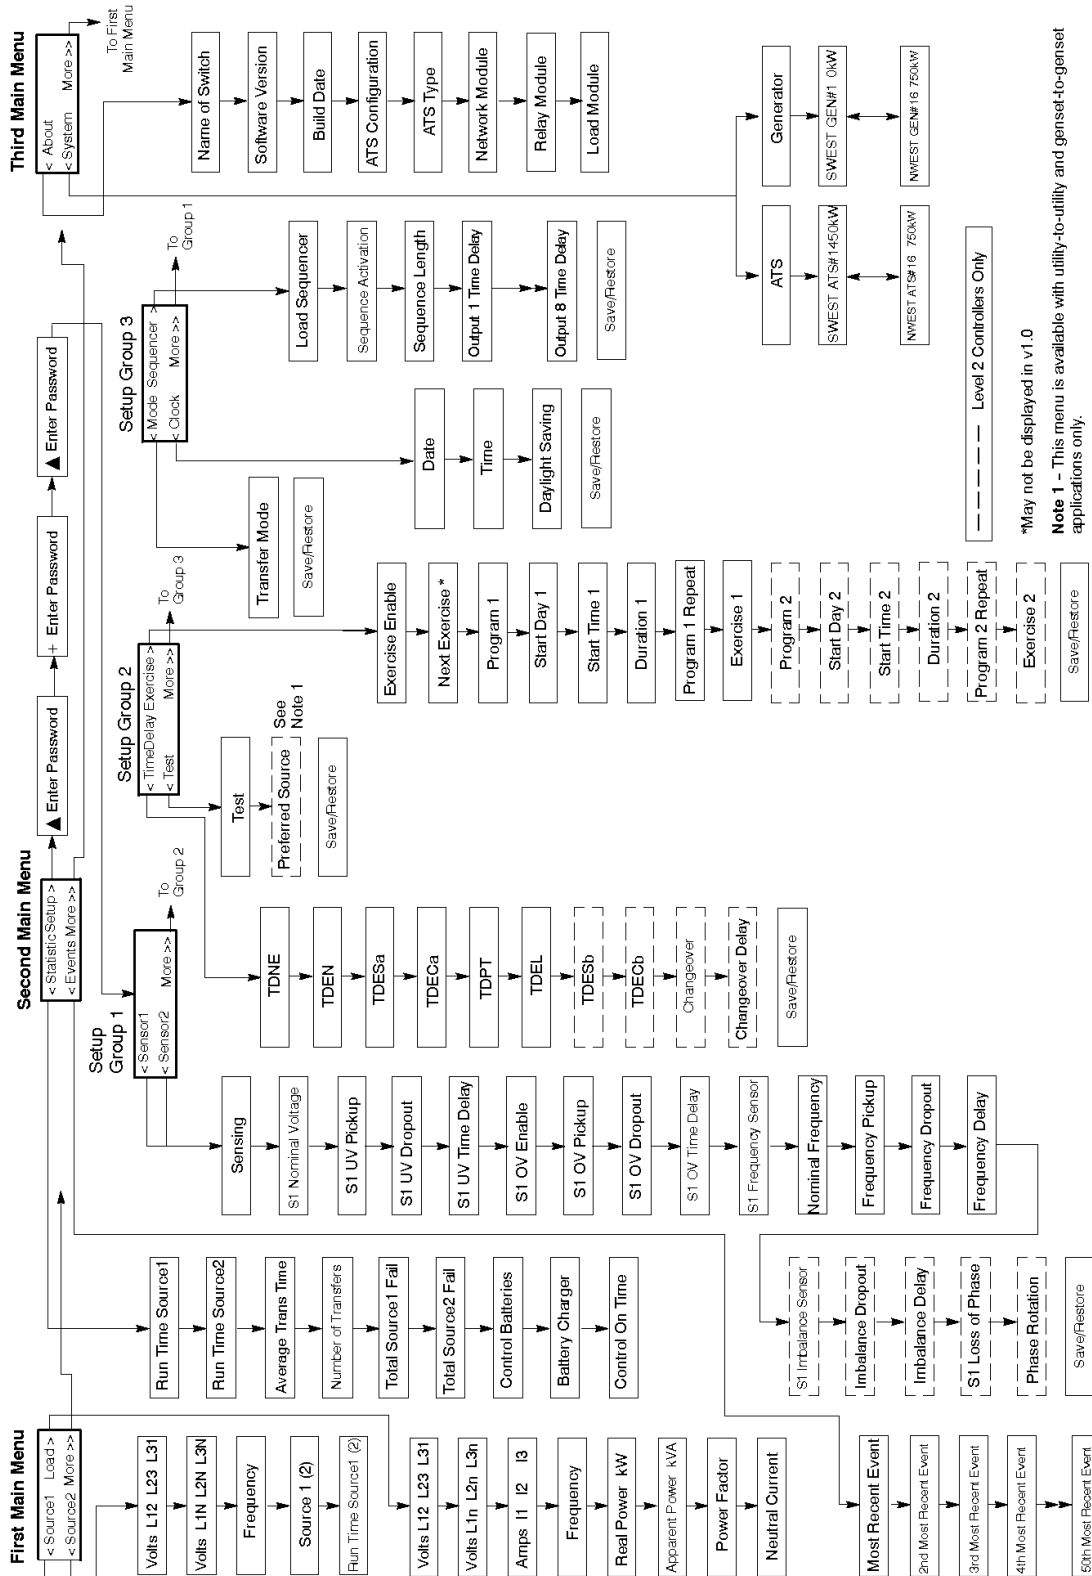 First Main Menu
< Source1 Load >
< Source2 More >>
Volts L12 L23 L31
Volts L1N L2N L3N
Frequency
Source 1 (2)
Run Time Source1 (2)
Volts L12 L23 L31
Volts L1n L2n L3n
Amps I1 I2 I3
Frequency
Real Power kW
Apparent Power kVA
Power Factor
Neutral Current
Second Main Menu
< Statistic Setup >
< Events More >>
Run Time Source1
Run Time Source2
Average Trans Time
Number of Transfers
Total Source1 Fail
Total Source2 Fail
Control Batteries
Battery Charger
Control On Time
Most Recent Event
2nd Most Recent Event
3rd Most Recent Event
4th Most Recent Event
50th Most Recent Event
▲ Enter Password
+ Enter Password
▲ Enter Password
Setup
Group 1
< Sensor1
< Sensor2 More >>
To
Group 2
Sensing
S1 Nominal Voltage
S1 UV Pickup
S1 UV Dropout
S1 UV Time Delay
S1 OV Enable
S1 OV Pickup
S1 OV Dropout
S1 OV Time Delay
S1 Frequency Sensor
Nominal Frequency
Frequency Pickup
Frequency Dropout
Frequency Delay
S1 Imbalance Sensor
Imbalance Dropout
Imbalance Delay
S1 Loss of Phase
Phase Rotation
Save/Restore
Setup Group 2
< TimeDelay Exercise >
< Test More >>
To
Group 3
TDNE
TDEN
TDESa
TDECa
TDPT
TDEL
TDESb
TDECb
Changeover
Changeover Delay
Save/Restore
Test
Preferred Source
See
Note 1
Save/Restore
Exercise Enable
Next Exercise *
Program 1
Start Day 1
Start Time 1
Duration 1
Program 1 Repeat
Exercise 1
Program 2
Start Day 2
Start Time 2
Duration 2
Program 2 Repeat
Exercise 2
Save/Restore
Setup Group 3
< Mode Sequencer >
< Clock More >>
To
Group 1
Transfer Mode
Save/Restore
Date
Time
Daylight Saving
Save/Restore
Load Sequencer
Sequence Activation
Sequence Length
Output 1 Time Delay
Output 8 Time Delay
Save/Restore
Third Main Menu
< About
< System More >>
To First
Main Menu
Name of Switch
Software Version
Build Date
ATS Configuration
ATS Type
Network Module
Relay Module
Load Module
ATS
SWEST ATS#1450kW
NWEST ATS#16 750kW
Generator
SWEST GEN#1 0kW
NWEST GEN#16 750kW
Level 2 Controllers Only
*May not be displayed in v1.0
Note 1 – This menu is available with utility-to-utility and genset-to-genset
applications only.